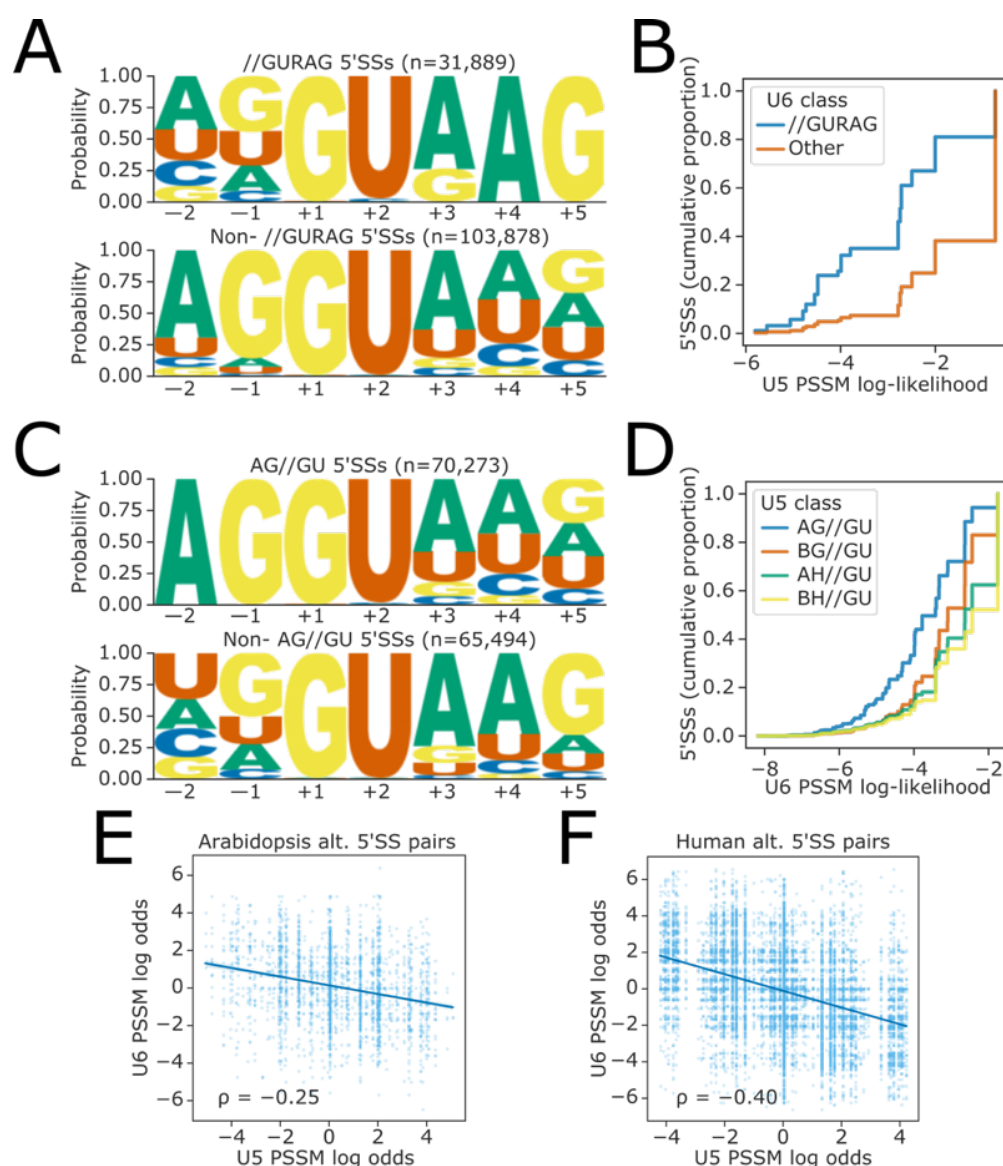 A
//GURAG 5'SSs (n=31,889)
Probability
1.00
0.75
0.50
0.25
0.00
A U C G
G U A C
G
U
A G
A
G
−2 −1 +1 +2 +3 +4 +5
Non- //GURAG 5'SSs (n=103,878)
Probability
1.00
0.75
0.50
0.25
0.00
A U C G
G A U
G
U
A U G C
A U C G
G A U C
−2 −1 +1 +2 +3 +4 +5
B
5'SSs (cumulative proportion)
1.0
0.8
0.6
0.4
0.2
0.0
U6 class
//GURAG
Other
−6 −4 −2
U5 PSSM log-likelihood
C
AG//GU 5'SSs (n=70,273)
Probability
1.00
0.75
0.50
0.25
0.00
A
G
G
U
A U G C
A U C G
G A U C
−2 −1 +1 +2 +3 +4 +5
Non- AG//GU 5'SSs (n=65,494)
Probability
1.00
0.75
0.50
0.25
0.00
U A C G
G U A C
G
U
A G U C
A U C G
G A U C
−2 −1 +1 +2 +3 +4 +5
D
5'SSs (cumulative proportion)
1.0
0.8
0.6
0.4
0.2
0.0
U5 class
AG//GU
BG//GU
AH//GU
BH//GU
−8 −6 −4 −2
U6 PSSM log-likelihood
E
Arabidopsis alt. 5'SS pairs
U6 PSSM log odds
6
4
2
0
−2
−4
−6
ρ = −0.25
−4 −2 0 2 4
U5 PSSM log odds
F
Human alt. 5'SS pairs
U6 PSSM log odds
6
4
2
0
−2
−4
−6
ρ = −0.40
−4 −2 0 2 4
U5 PSSM log odds